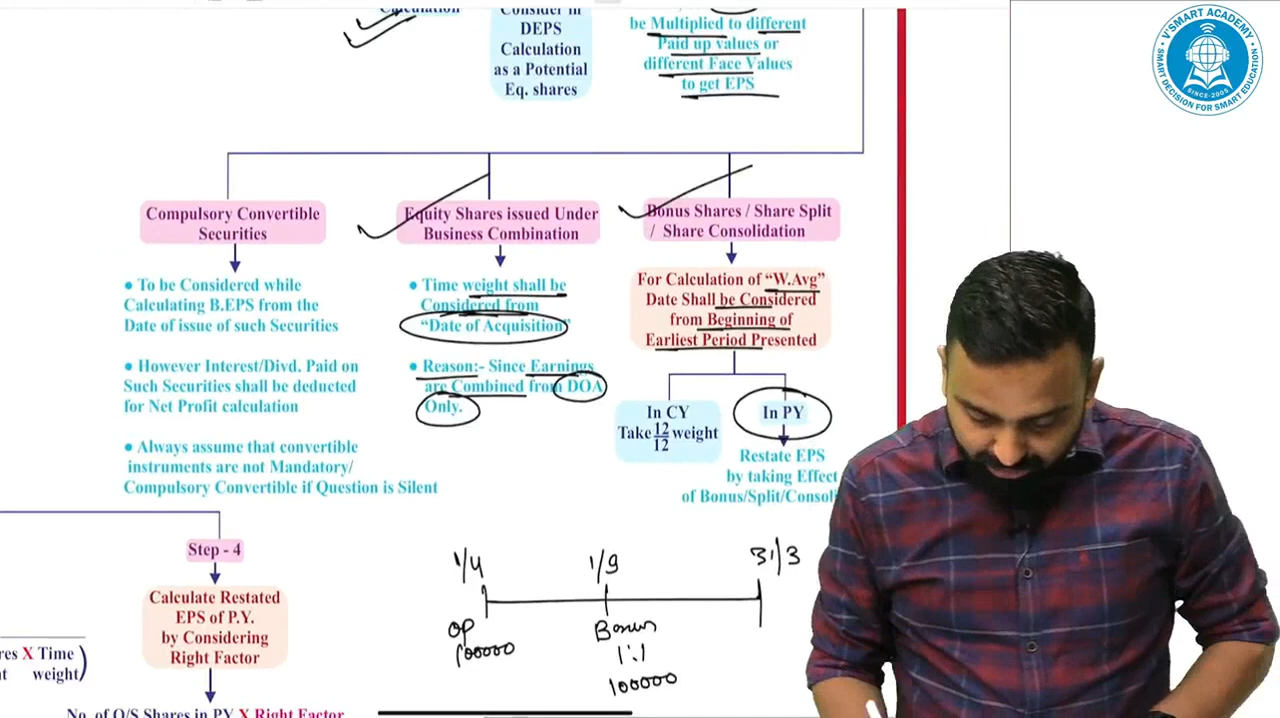 Calculation
Consider in
DEPS
Calculation
as a Potential
Eq. shares
be Multiplied to different
Paid up values or
different Face Values
to get EPS
V'SMART ACADEMY
SINCE-2005
SMART DECISION FOR SMART EDUCATION
Compulsory Convertible
Securities
● To be Considered while
Calculating B.EPS from the
Date of issue of such Securities
● However Interest/Divd. Paid on
Such Securities shall be deducted
for Net Profit calculation
● Always assume that convertible
instruments are not Mandatory/
Compulsory Convertible if Question is Silent
Equity Shares issued Under
Business Combination
● Time weight shall be
Considered from
“Date of Acquisition”
● Reason:- Since Earnings
are Combined from DOA
Only.
Bonus Shares / Share Split
/ Share Consolidation
For Calculation of “W.Avg”
Date Shall be Considered
from Beginning of
Earliest Period Presented
In CY
Take 12/12 weight
In PY
Restate EPS
by taking Effect
of Bonus/Split/Consoli
Step - 4
Calculate Restated
EPS of P.Y.
by Considering
Right Factor
res X Time
weight)
No. of O/S Shares in PY X Right Factor
1/4 1/9 31/3
OP
100000
Bonus
1:1
100000